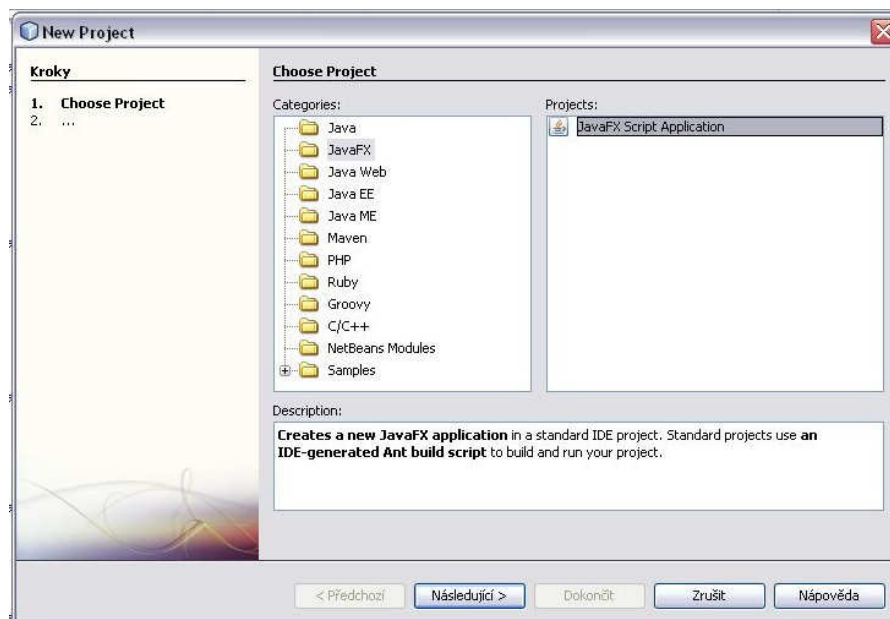 New Project
Kroky
1. Choose Project
2. ...
Choose Project
Categories:
Java
JavaFX
Java Web
Java EE
Java ME
Maven
PHP
Ruby
Groovy
C/C++
NetBeans Modules
Samples
Projects:
JavaFX Script Application
Description:
Creates a new JavaFX application in a standard IDE project. Standard projects use an
IDE-generated Ant build script to build and run your project.
< Předchozí
Následující >
Dokončit
Zrušit
Nápověda